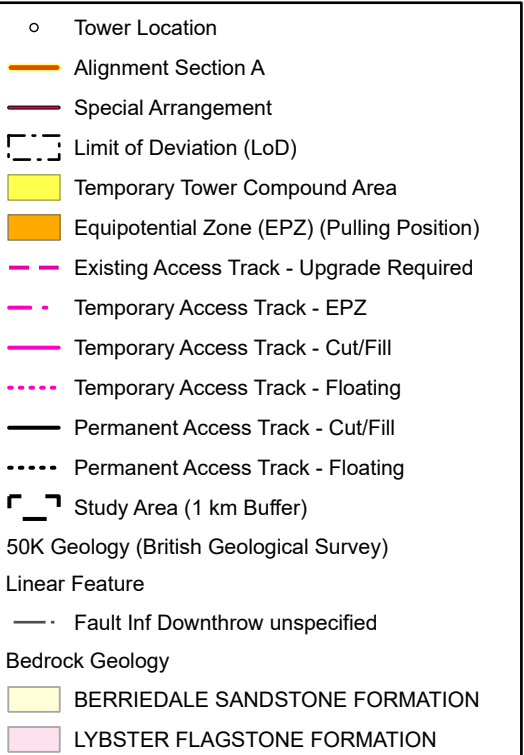 Tower Location
Alignment Section A
Special Arrangement
Limit of Deviation (LoD)
Temporary Tower Compound Area
Equipotential Zone (EPZ) (Pulling Position)
Existing Access Track - Upgrade Required
Temporary Access Track - EPZ
Temporary Access Track - Cut/Fill
Temporary Access Track - Floating
Permanent Access Track - Cut/Fill
Permanent Access Track - Floating
Study Area (1 km Buffer)
50K Geology (British Geological Survey)
Linear Feature
Fault Inf Downthrow unspecified
Bedrock Geology
BERRIEDALE SANDSTONE FORMATION
LYBSTER FLAGSTONE FORMATION